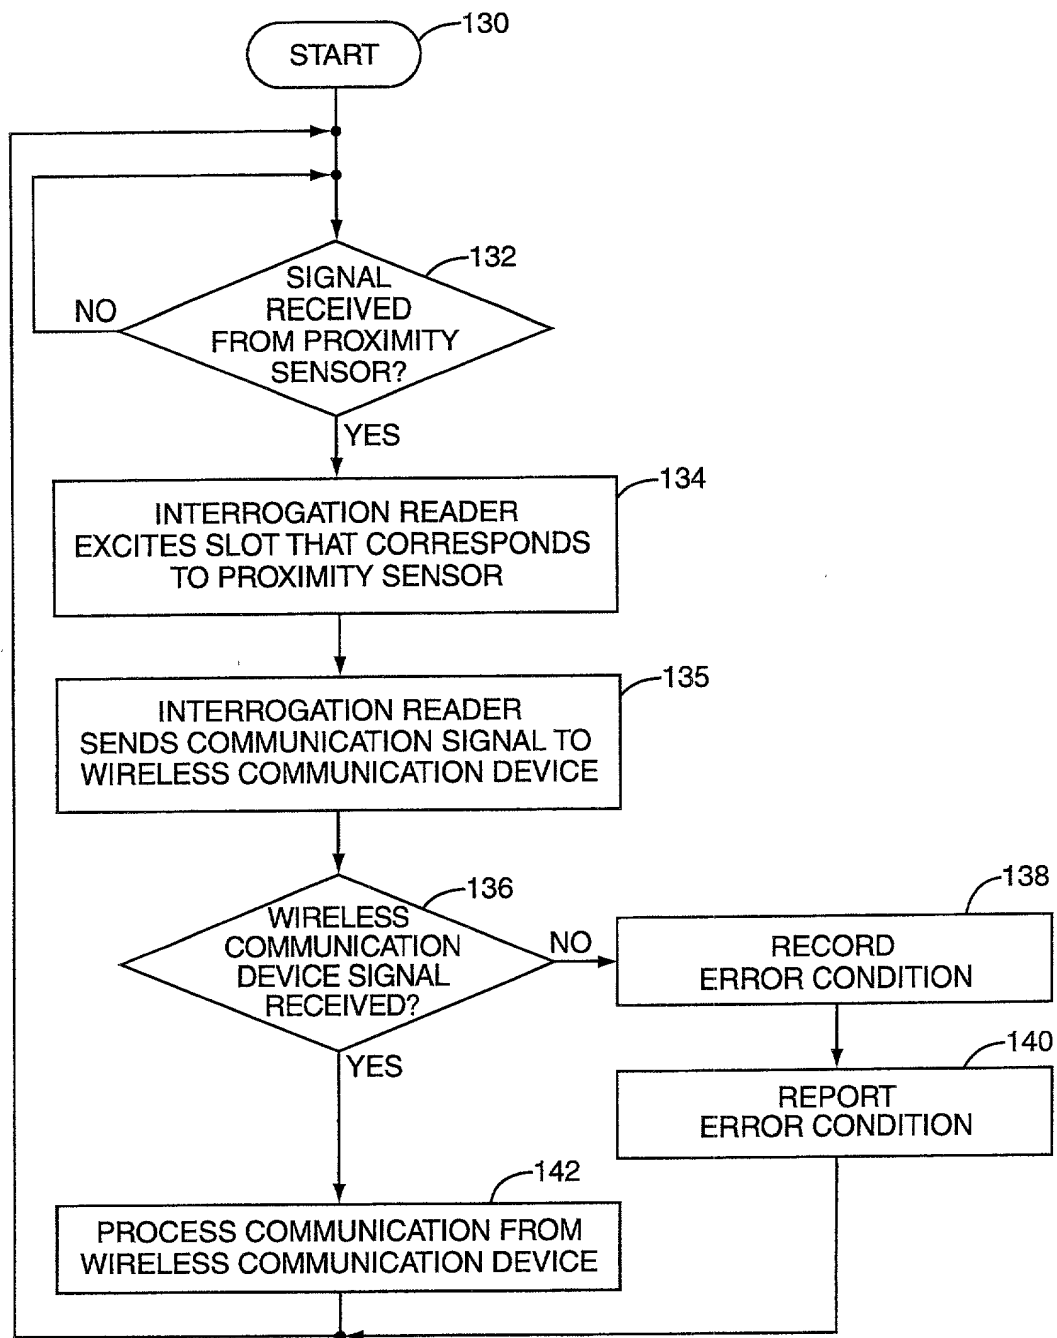 130
START
132
SIGNAL
RECEIVED
FROM PROXIMITY
SENSOR?
NO
YES
134
INTERROGATION READER
EXCITES SLOT THAT CORRESPONDS
TO PROXIMITY SENSOR
135
INTERROGATION READER
SENDS COMMUNICATION SIGNAL TO
WIRELESS COMMUNICATION DEVICE
136
WIRELESS
COMMUNICATION
DEVICE SIGNAL
RECEIVED?
NO
138
RECORD
ERROR CONDITION
YES
140
REPORT
ERROR CONDITION
142
PROCESS COMMUNICATION FROM
WIRELESS COMMUNICATION DEVICE